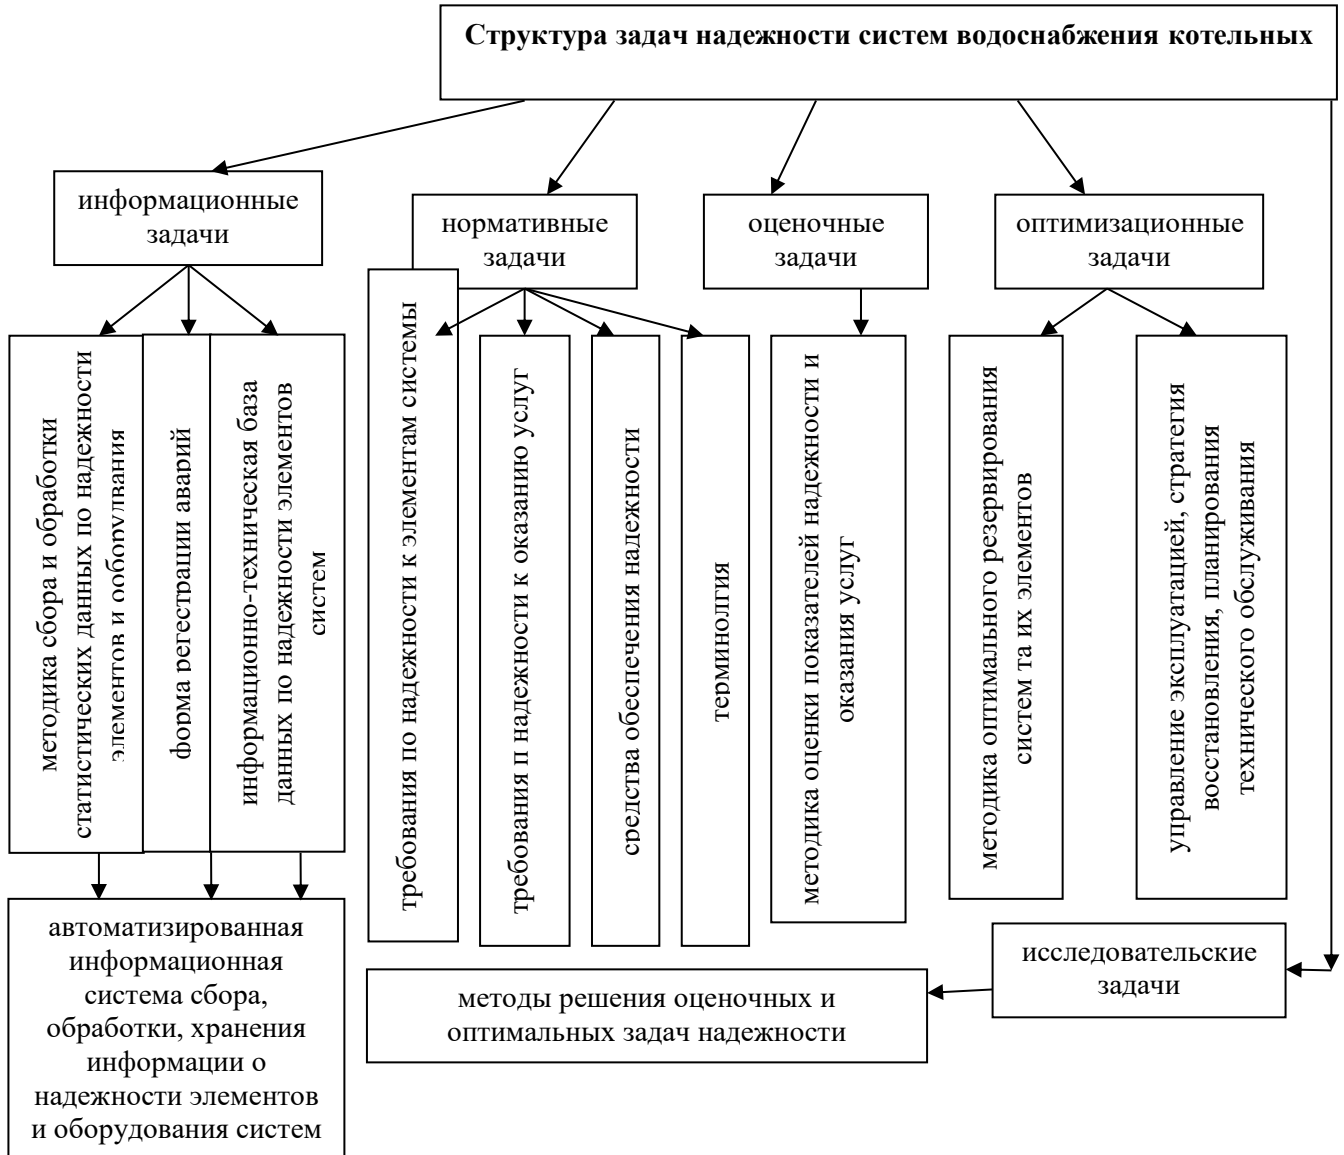 Структура задач надежности систем водоснабжения котельных
информационные
задачи
нормативные
задачи
оценочные
задачи
оптимизационные
задачи
методика сбора и обработки
статистических данных по надежности
элементов и оборулвания
форма регестрации аварий
информационно-техническая база
данных по надежности элементов
систем
требования по надежности к элементам системы
требования п надежности к оказанию услуг
средства обеспечения надежности
терминолгия
методика оценки показателей надежности и
оказания услуг
методика оптимального резервирования
систем та их элементов
управление эксплуатацией, стратегия
восстановления, планирования
технического обслуживания
автоматизированная
информационная
система сбора,
обработки, хранения
информации о
надежности элементов
и оборудования систем
исследовательские
задачи
методы решения оценочных и
оптимальных задач надежности